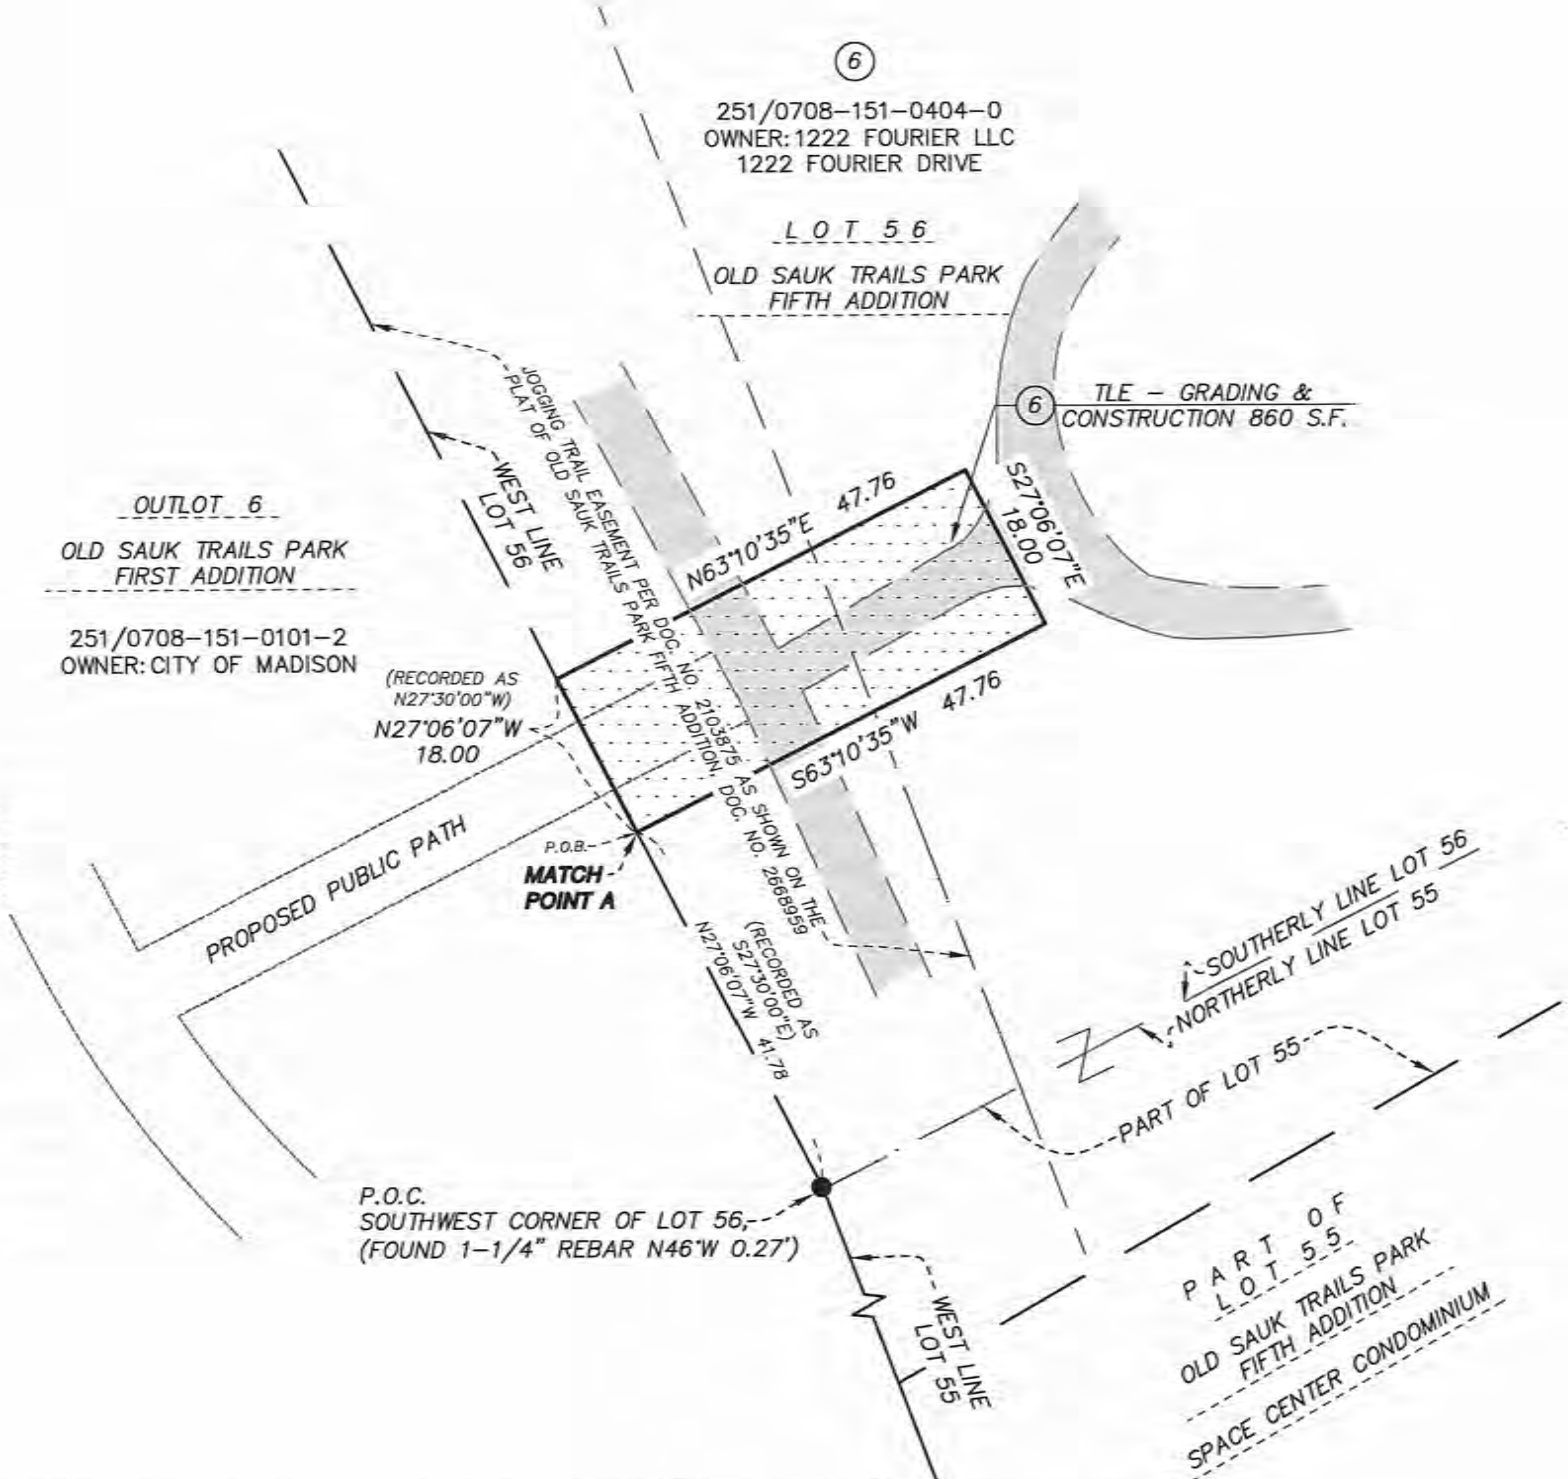 6
251/0708-151-0404-0
OWNER: 1222 FOURIER LLC
1222 FOURIER DRIVE
LOT 56
OLD SAUK TRAILS PARK
FIFTH ADDITION
6
TLE - GRADING &
CONSTRUCTION 860 S.F.
JOGGING TRAIL EASEMENT PER DOC. NO. 2103875 AS SHOWN ON THE
PLAT OF OLD SAUK TRAILS PARK FIFTH ADDITION, DOC. NO. 2668959
WEST LINE
LOT 56
OUTLOT 6
OLD SAUK TRAILS PARK
FIRST ADDITION
251/0708-151-0101-2
OWNER: CITY OF MADISON
(RECORDED AS
N27°30'00"W)
N27°06'07"W
18.00
N63°10'35"E 47.76
S27°06'07"E
18.00
S63°10'35"W 47.76
P.O.B.
MATCH
POINT A
PROPOSED PUBLIC PATH
(RECORDED AS
S27°30'00"E)
N27°06'07"W 41.78
SOUTHERLY LINE LOT 56
NORTHERLY LINE LOT 55
PART OF LOT 55
P.O.C.
SOUTHWEST CORNER OF LOT 56,
(FOUND 1-1/4" REBAR N46°W 0.27')
WEST LINE
LOT 55
PART OF
LOT 55
OLD SAUK TRAILS PARK
FIFTH ADDITION
SPACE CENTER CONDOMINIUM